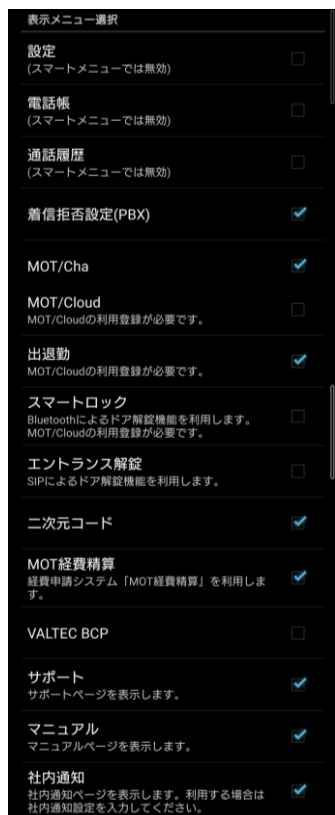 表示メニュー選択
設定
(スマートメニューでは無効)
電話帳
(スマートメニューでは無効)
通話履歴
(スマートメニューでは無効)
着信拒否設定(PBX)
MOT/Cha
MOT/Cloud
MOT/Cloudの利用登録が必要です。
出退勤
MOT/Cloudの利用登録が必要です。
スマートロック
Bluetoothによるドア解錠機能を利用します。
MOT/Cloudの利用登録が必要です。
エントランス解錠
SIPによるドア解錠機能を利用します。
二次元コード
MOT経費精算
経費申請システム「MOT経費精算」を利用しま
す。
VALTEC BCP
サポート
サポートページを表示します。
マニュアル
マニュアルページを表示します。
社内通知
社内通知ページを表示します。利用する場合は
社内通知設定を入力してください。